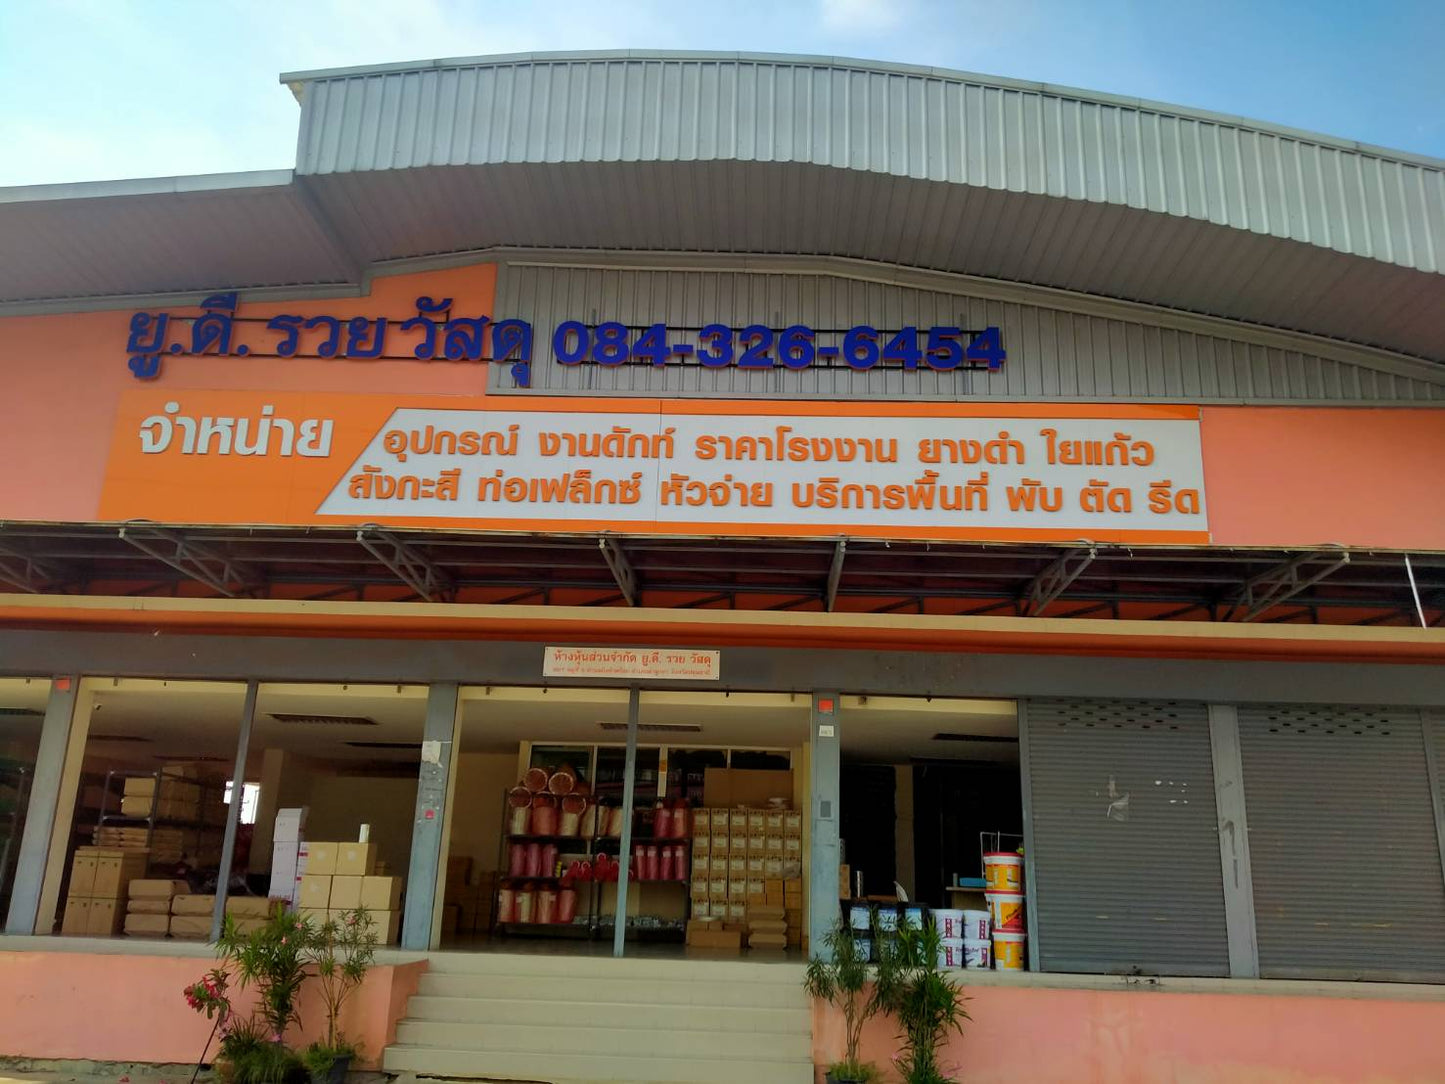 ยู.ดี. รวย วัสดุ 084-326-6454
จำหน่าย
อุปกรณ์ งานดักท์ ราคาโรงงาน ยางดำ ใยแก้ว
สังกะสี ท่อเฟล็กซ์ หัวจ่าย บริการพื้นที่ พับ ตัด รีด
ห้างหุ้นส่วนจำกัด ยู.ดี. รวย วัสดุ